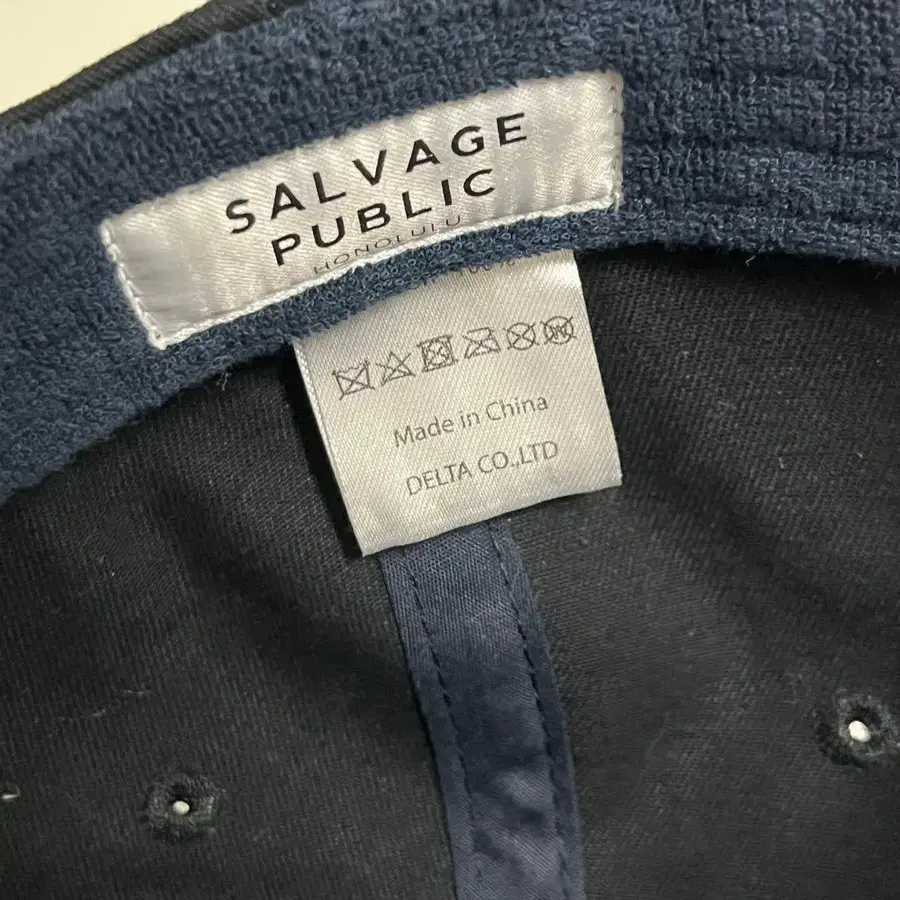 SALVAGE
PUBLIC
HONOLULU
Made in China
DELTA CO.,LTD